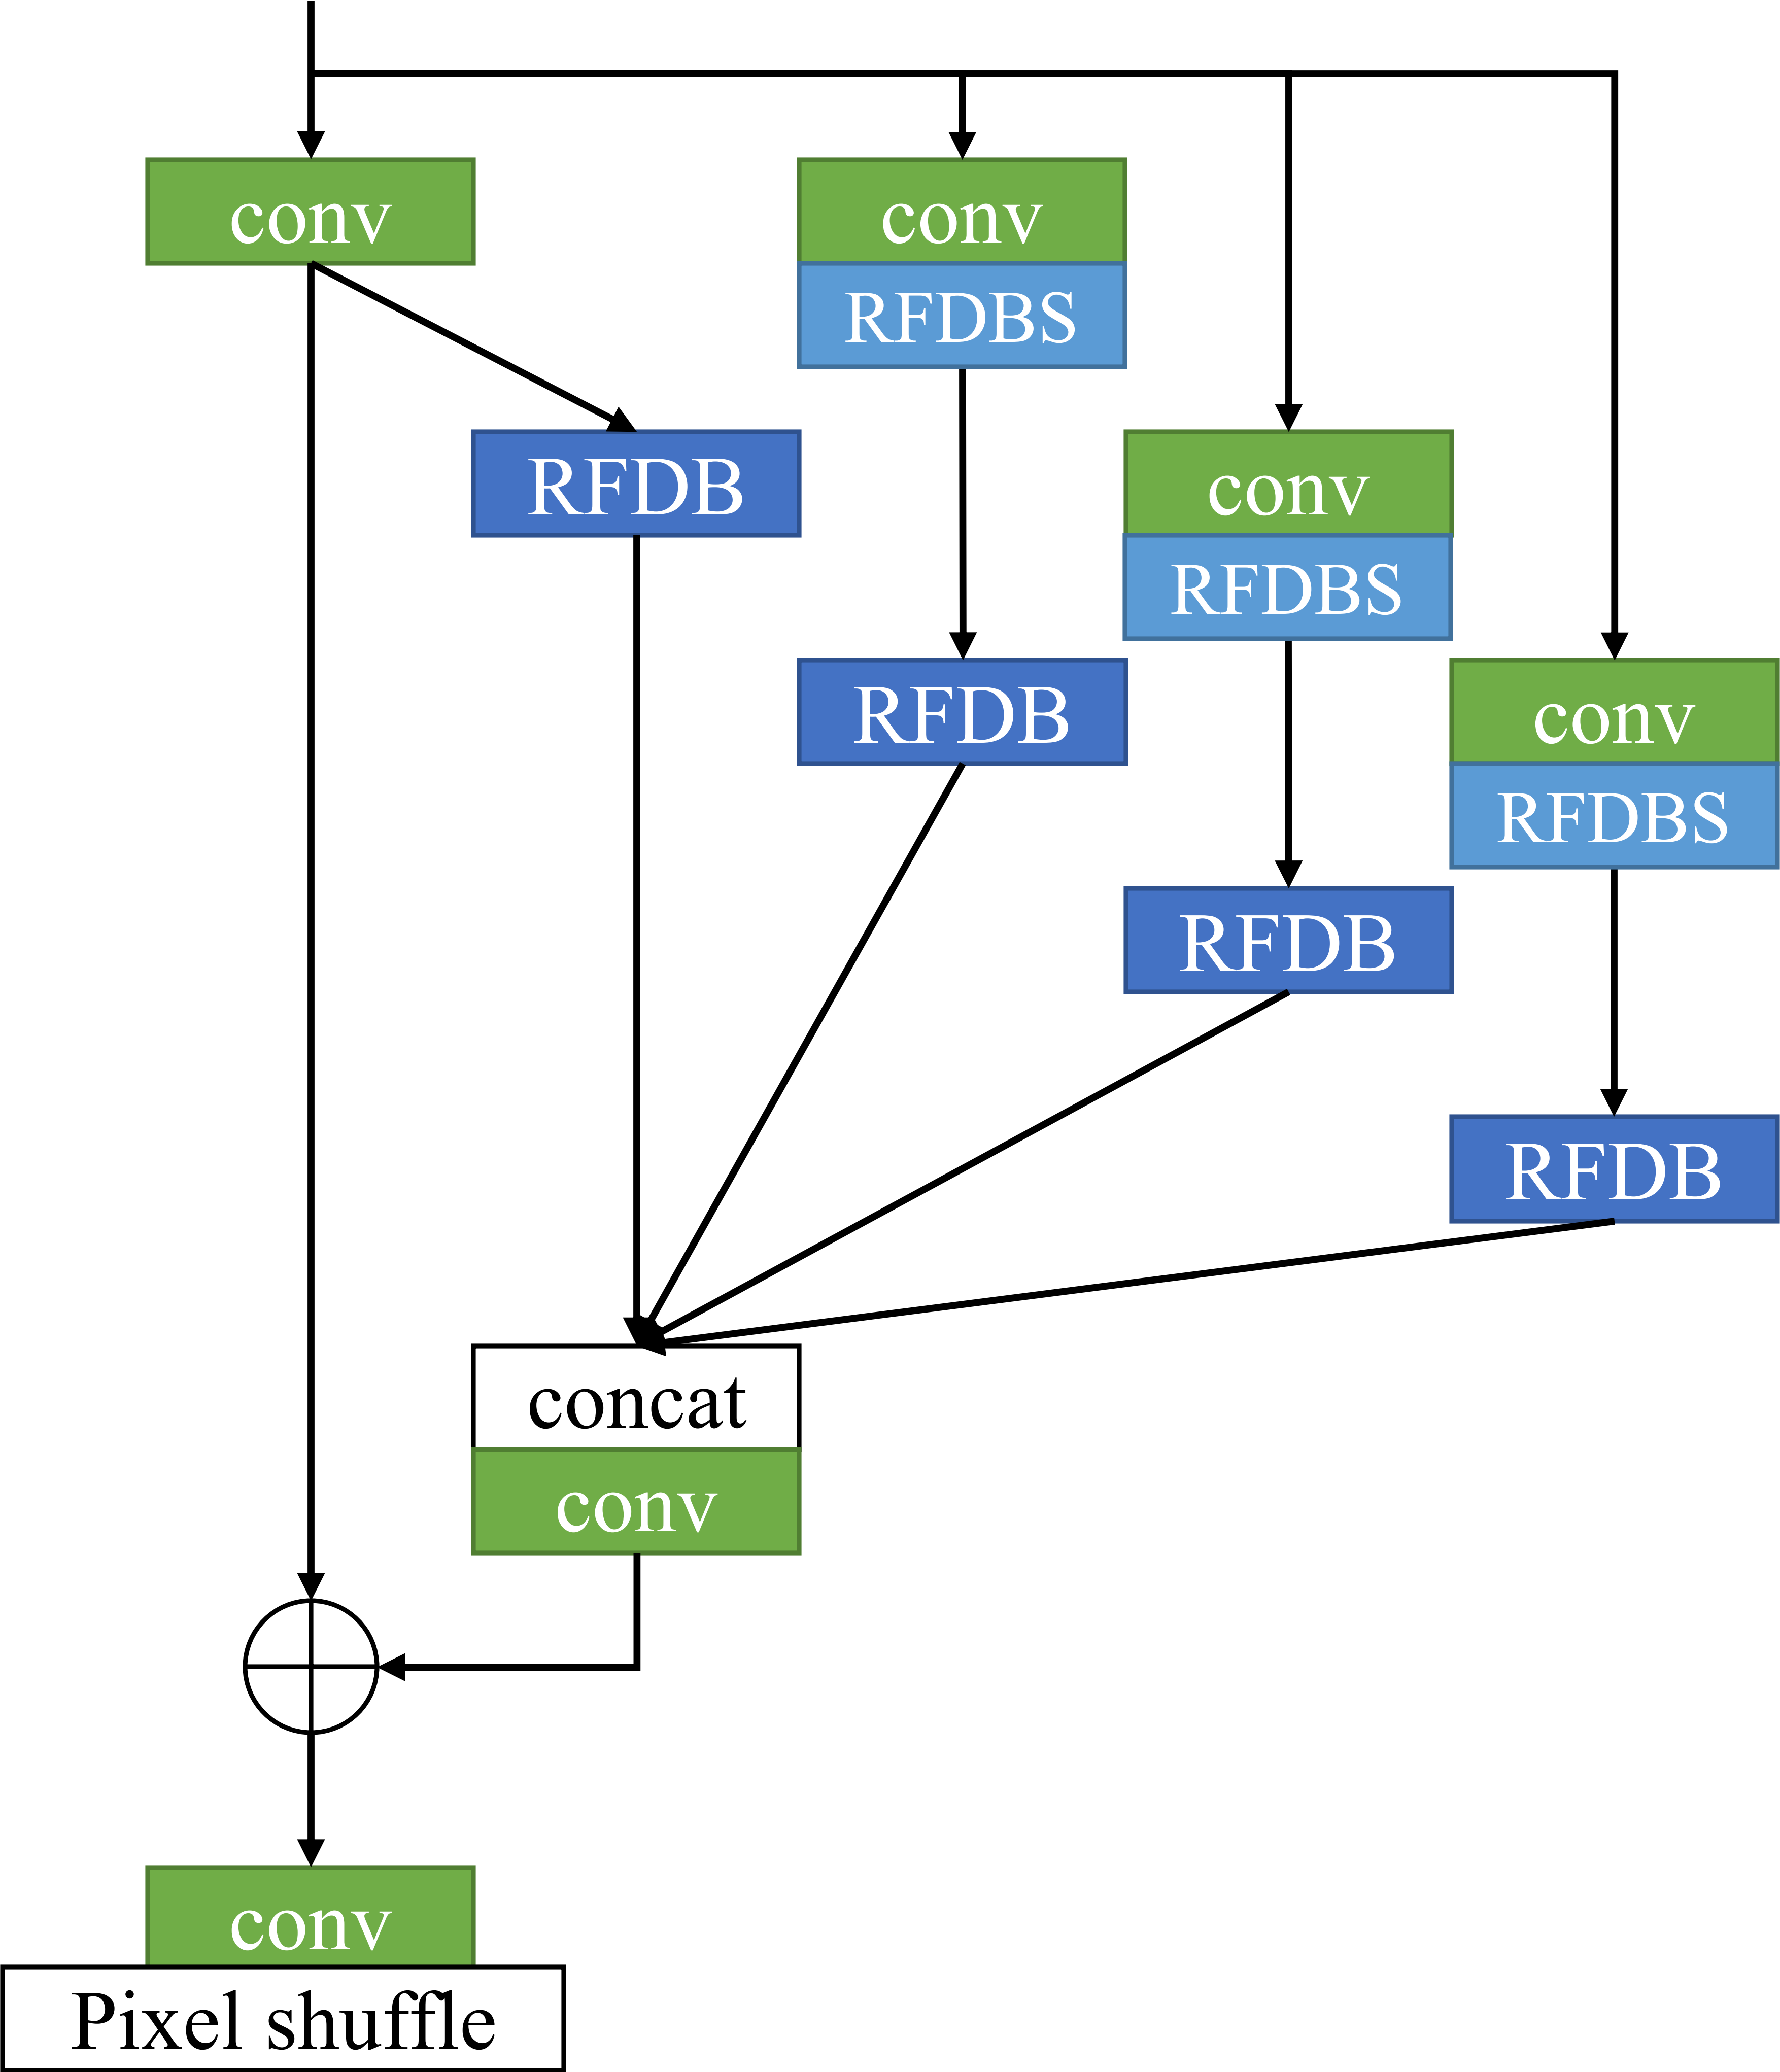 conv
conv
RFDBS
RFDB
conv
RFDBS
RFDB
conv
RFDBS
RFDB
RFDB
concat
conv
conv
Pixel shuffle